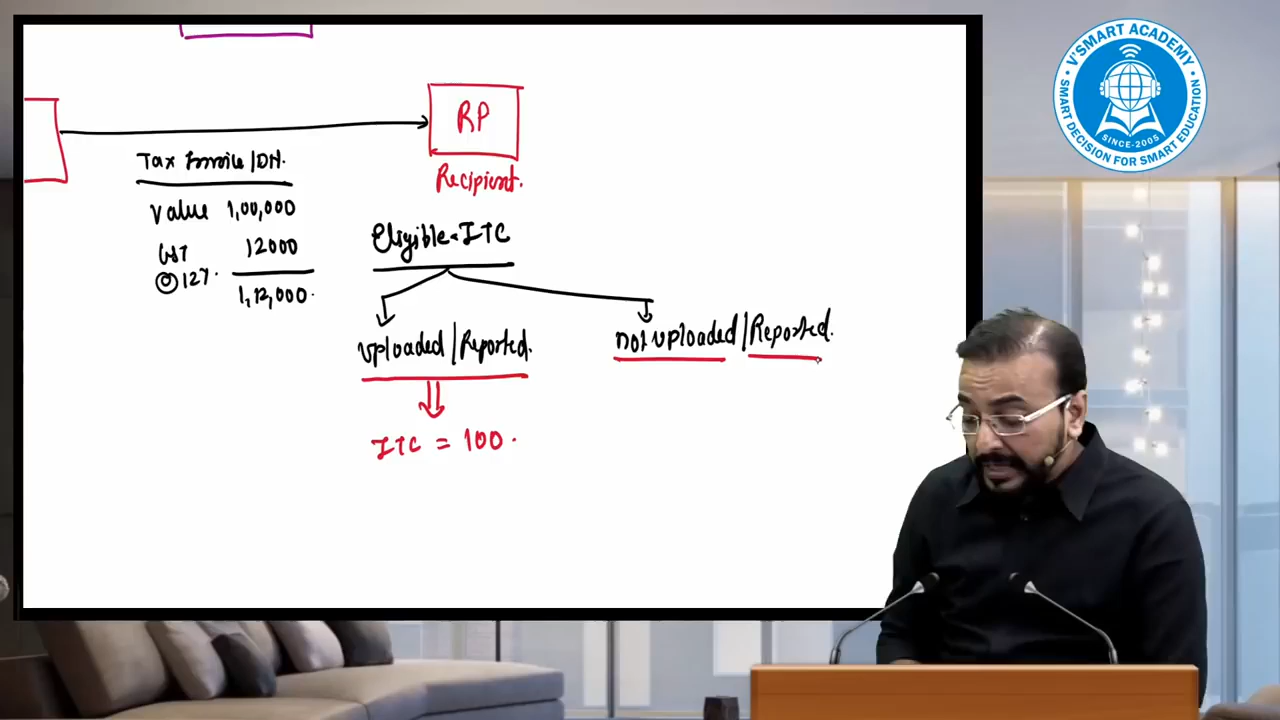 RP
Recipient.
Tax Invoice/DN.
Value 1,00,000
GST 12000
@ 12%.
1,12,000.
Eligible ITC
Uploaded/Reported.
not uploaded/Reported.
ITC = 100.
V'SMART ACADEMY
SINCE-2005
SMART DECISION FOR SMART EDUCATION